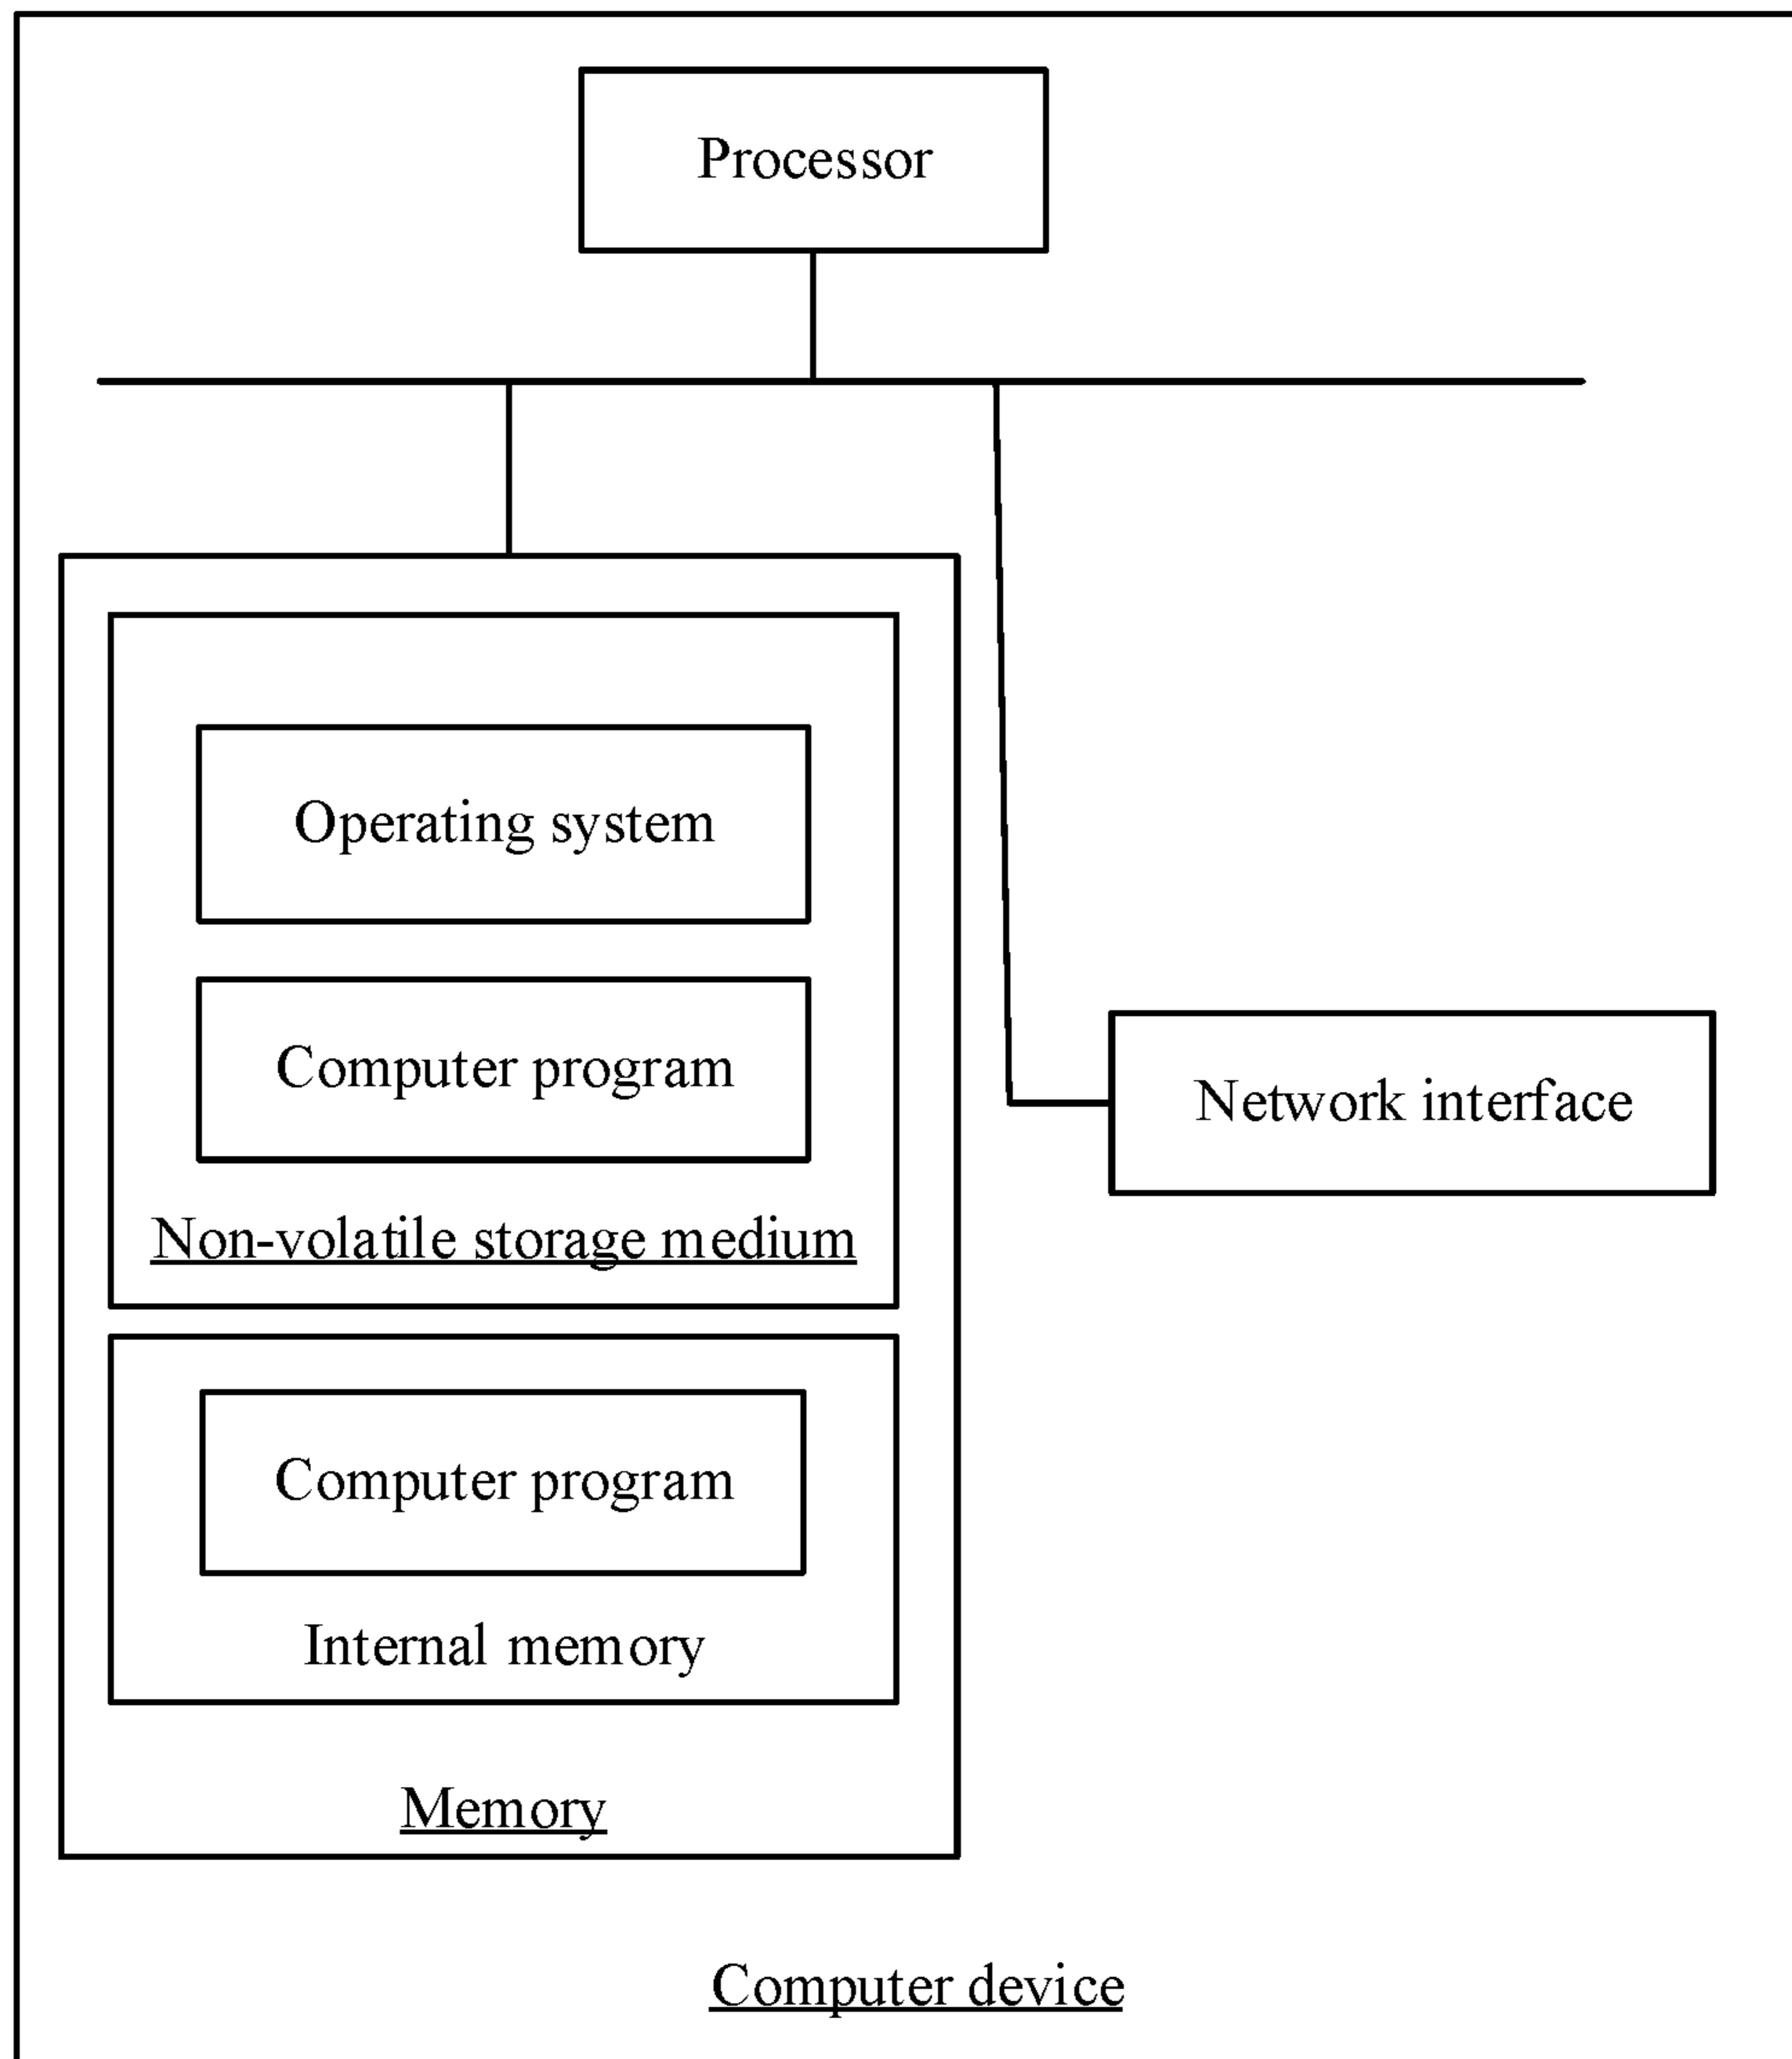 Processor
Operating system
Computer program
Network interface
Non-volatile storage medium
Computer program
Internal memory
Memory
Computer device